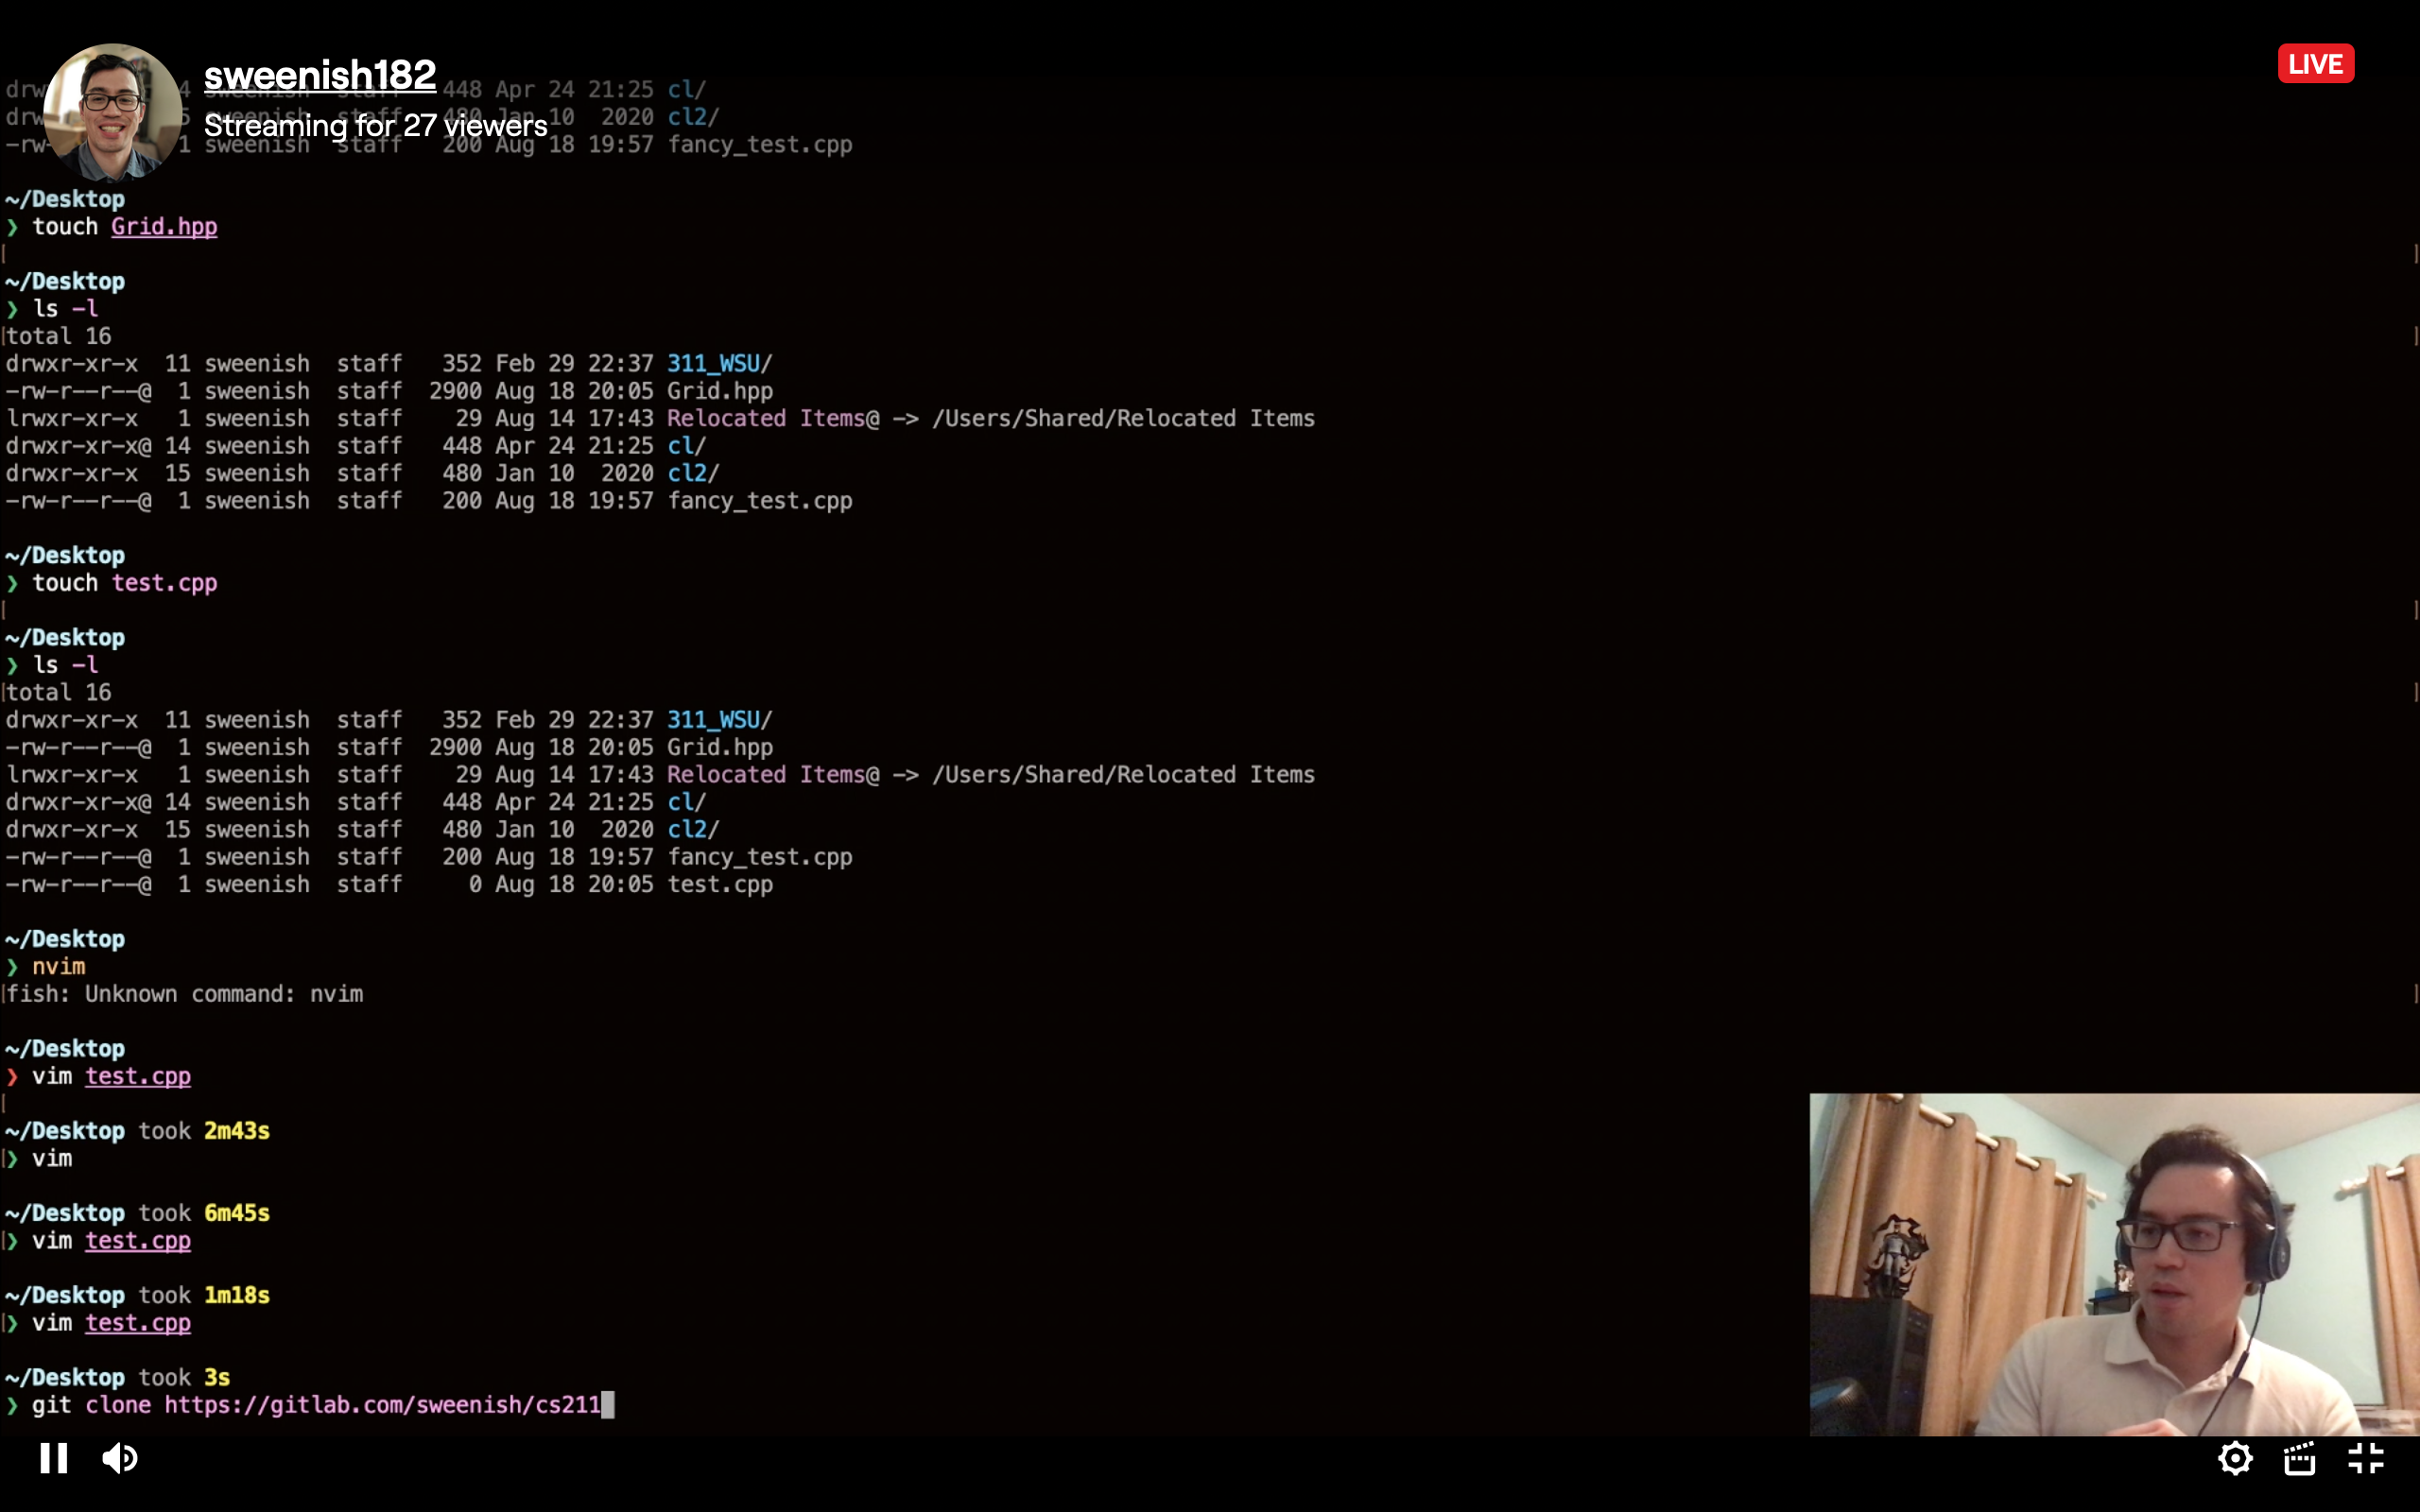 sweenish182
LIVE
Streaming for 27 viewers
448 Apr 24 21:25 cl/
480 Jan 10  2020 cl2/
-rw 1 sweenish  staff   200 Aug 18 19:57 fancy_test.cpp
~/Desktop
❯ touch Grid.hpp
~/Desktop
❯ ls -l
total 16
drwxr-xr-x  11 sweenish  staff   352 Feb 29 22:37 311_WSU/
-rw-r--r--@  1 sweenish  staff  2900 Aug 18 20:05 Grid.hpp
lrwxr-xr-x   1 sweenish  staff    29 Aug 14 17:43 Relocated Items@ -> /Users/Shared/Relocated Items
drwxr-xr-x@ 14 sweenish  staff   448 Apr 24 21:25 cl/
drwxr-xr-x  15 sweenish  staff   480 Jan 10  2020 cl2/
-rw-r--r--@  1 sweenish  staff   200 Aug 18 19:57 fancy_test.cpp
~/Desktop
❯ touch test.cpp
~/Desktop
❯ ls -l
total 16
drwxr-xr-x  11 sweenish  staff   352 Feb 29 22:37 311_WSU/
-rw-r--r--@  1 sweenish  staff  2900 Aug 18 20:05 Grid.hpp
lrwxr-xr-x   1 sweenish  staff    29 Aug 14 17:43 Relocated Items@ -> /Users/Shared/Relocated Items
drwxr-xr-x@ 14 sweenish  staff   448 Apr 24 21:25 cl/
drwxr-xr-x  15 sweenish  staff   480 Jan 10  2020 cl2/
-rw-r--r--@  1 sweenish  staff   200 Aug 18 19:57 fancy_test.cpp
-rw-r--r--@  1 sweenish  staff     0 Aug 18 20:05 test.cpp
~/Desktop
❯ nvim
fish: Unknown command: nvim
~/Desktop
❯ vim test.cpp
~/Desktop took 2m43s
❯ vim
~/Desktop took 6m45s
❯ vim test.cpp
~/Desktop took 1m18s
❯ vim test.cpp
~/Desktop took 3s
❯ git clone https://gitlab.com/sweenish/cs211